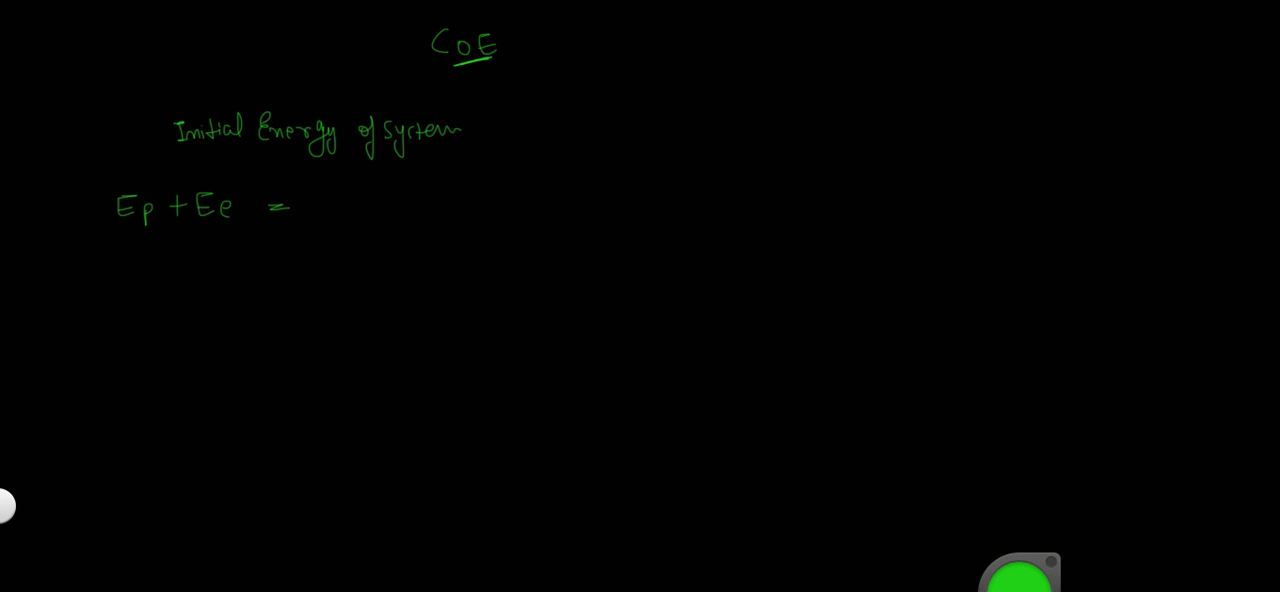 COE
Initial Energy of System
Ep + Ee =